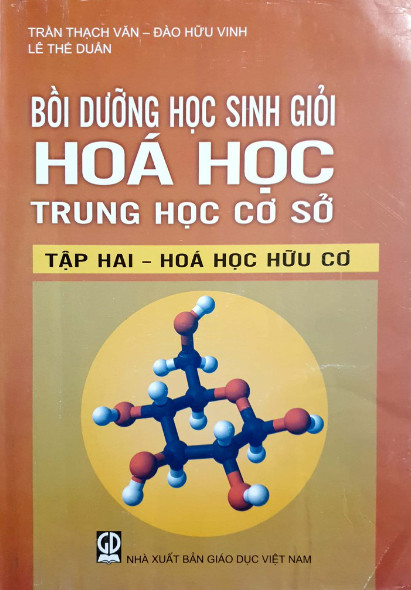 TRẦN THẠCH VĂN – ĐÀO HỮU VINH
LÊ THẾ DUẨN
BỒI DƯỠNG HỌC SINH GIỎI
HOÁ HỌC
TRUNG HỌC CƠ SỞ
TẬP HAI – HOÁ HỌC HỮU CƠ
GD
NHÀ XUẤT BẢN GIÁO DỤC VIỆT NAM